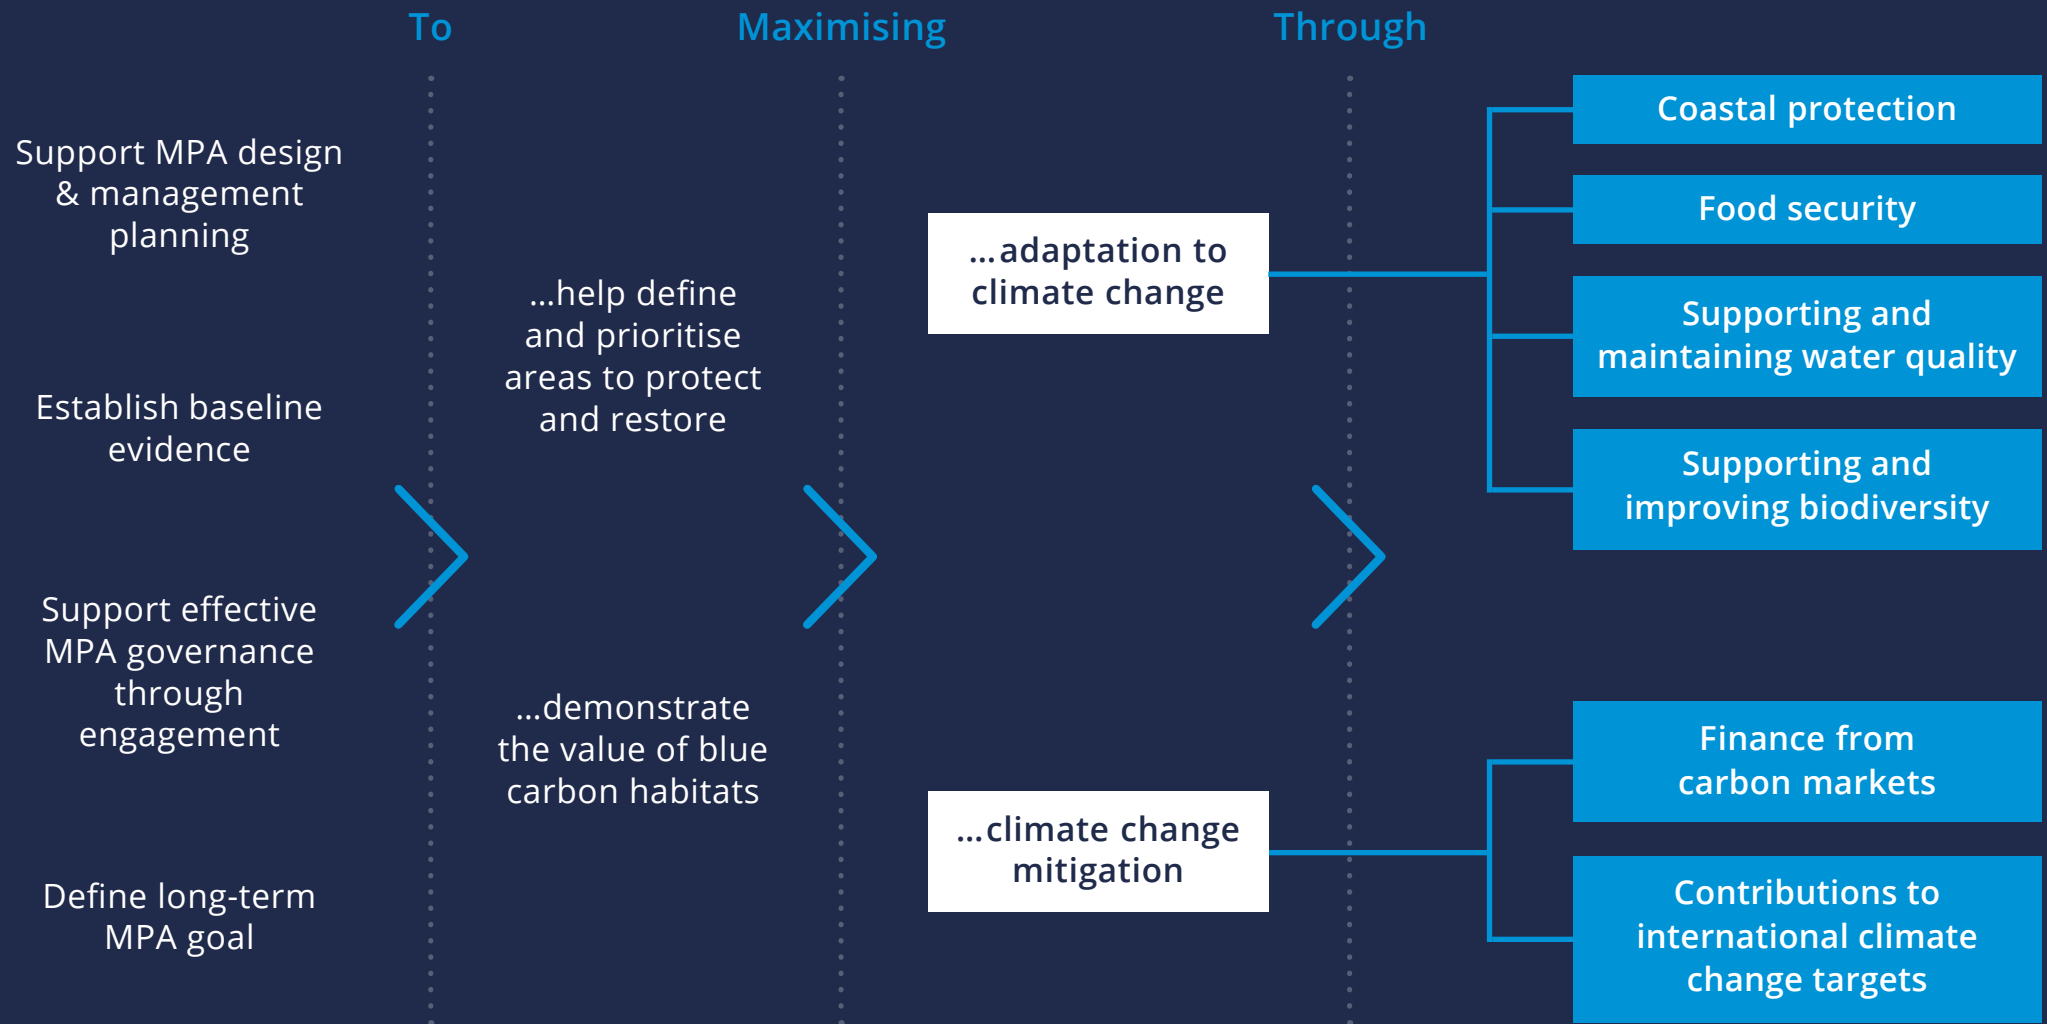 To
Maximising
Through
Support MPA design
& management
planning
Establish baseline
evidence
Support effective
MPA governance
through
engagement
Define long-term
MPA goal
...help define
and prioritise
areas to protect
and restore
...demonstrate
the value of blue
carbon habitats
...adaptation to
climate change
...climate change
mitigation
Coastal protection
Food security
Supporting and
maintaining water quality
Supporting and
improving biodiversity
Finance from
carbon markets
Contributions to
international climate
change targets